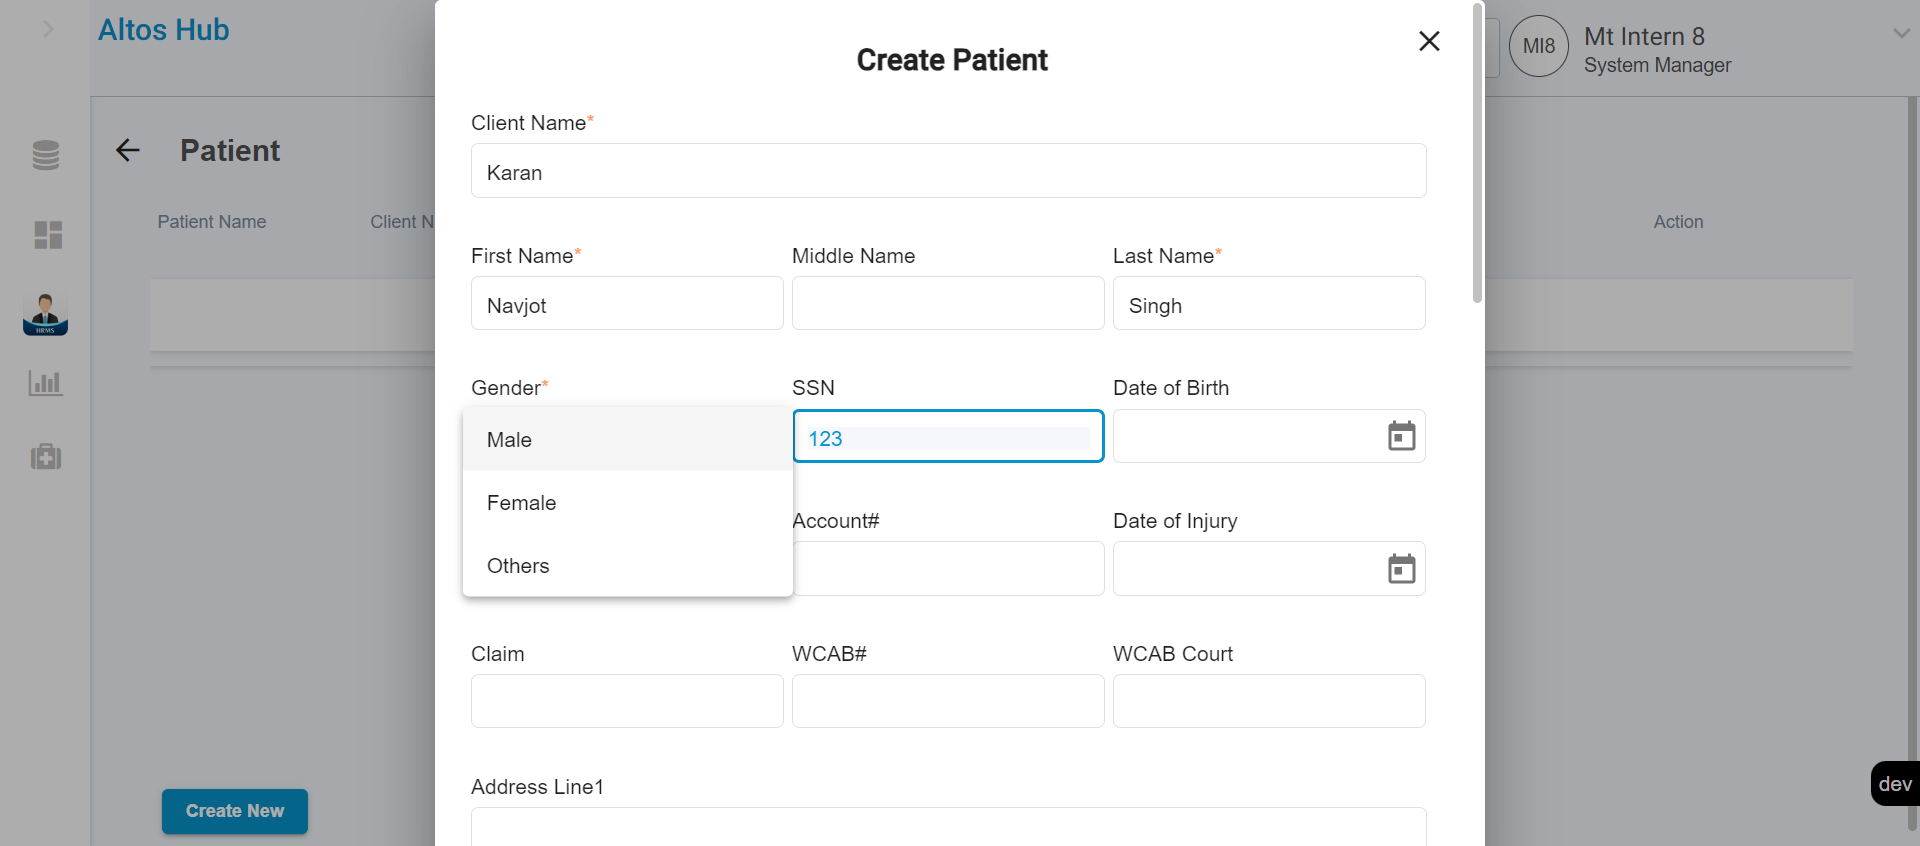 Altos Hub
MI8
Mt Intern 8
System Manager
Create Patient
Patient
Patient Name
Client N
Action
HRMS
Client Name*
Karan
First Name*
Middle Name
Last Name*
Navjot
Singh
Gender*
SSN
Date of Birth
Male
123
Female
Others
Account#
Date of Injury
Claim
WCAB#
WCAB Court
Address Line1
Create New
dev